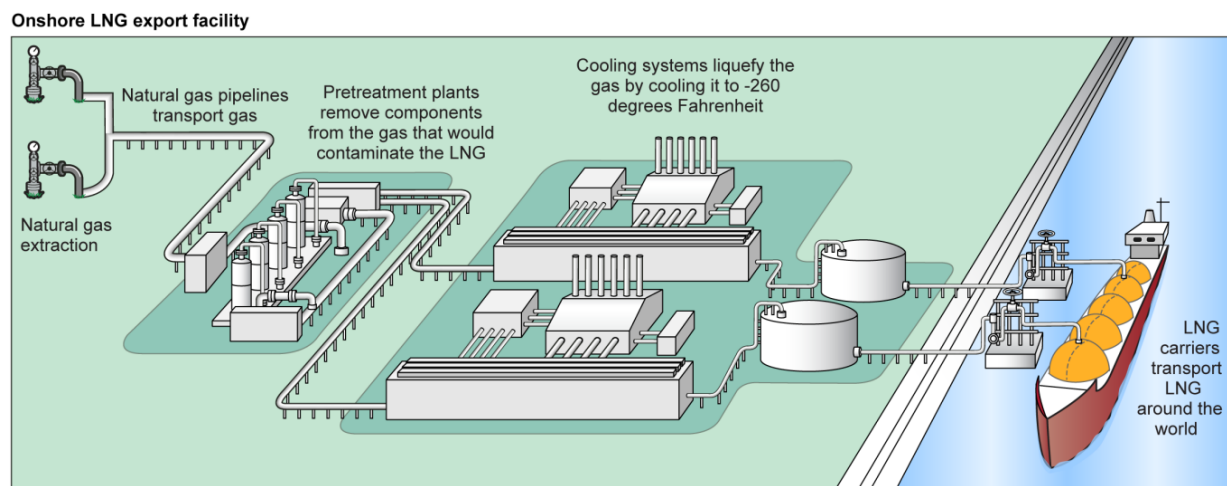 Onshore LNG export facility
Natural gas pipelines
transport gas
Natural gas
extraction
Pretreatment plants
remove components
from the gas that would
contaminate the LNG
Cooling systems liquefy the
gas by cooling it to -260
degrees Fahrenheit
LNG
carriers
transport
LNG
around the
world